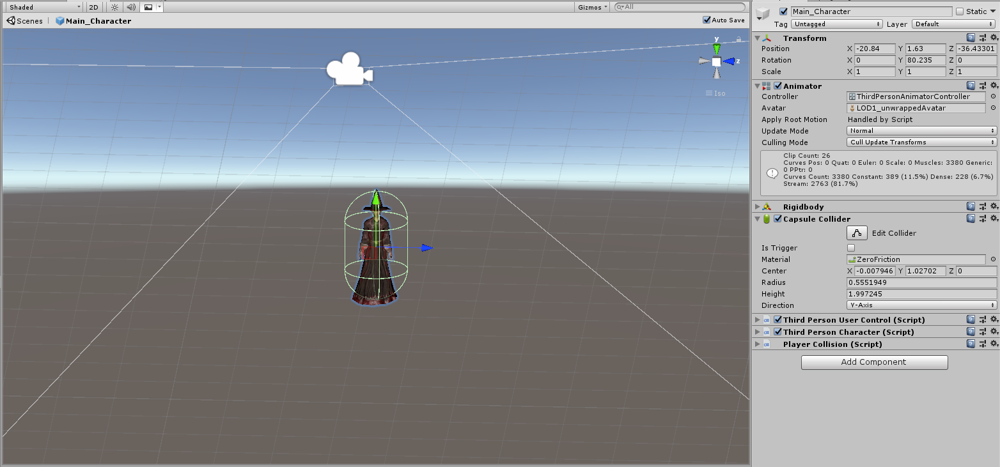 Shaded 2D Gizmos All
Scenes Main_Character Auto Save
y
z
Iso
Main_Character Static
Tag Untagged Layer Default
Transform
Position X -20.84 Y 1.63 Z -36.43301
Rotation X 0 Y 80.235 Z 0
Scale X 1 Y 1 Z 1
Animator
Controller ThirdPersonAnimatorController
Avatar LOD1_unwrappedAvatar
Apply Root Motion Handled by Script
Update Mode Normal
Culling Mode Cull Update Transforms
Clip Count: 26
Curves Pos: 0 Quat: 0 Euler: 0 Scale: 0 Muscles: 3380 Generic:
0 PPtr: 0
Curves Count: 3380 Constant: 389 (11.5%) Dense: 228 (6.7%)
Stream: 2763 (81.7%)
Rigidbody
Capsule Collider
Edit Collider
Is Trigger
Material ZeroFriction
Center X -0.007946 Y 1.02702 Z 0
Radius 0.5551949
Height 1.997245
Direction Y-Axis
c# Third Person User Control (Script)
c# Third Person Character (Script)
c# Player Collision (Script)
Add Component